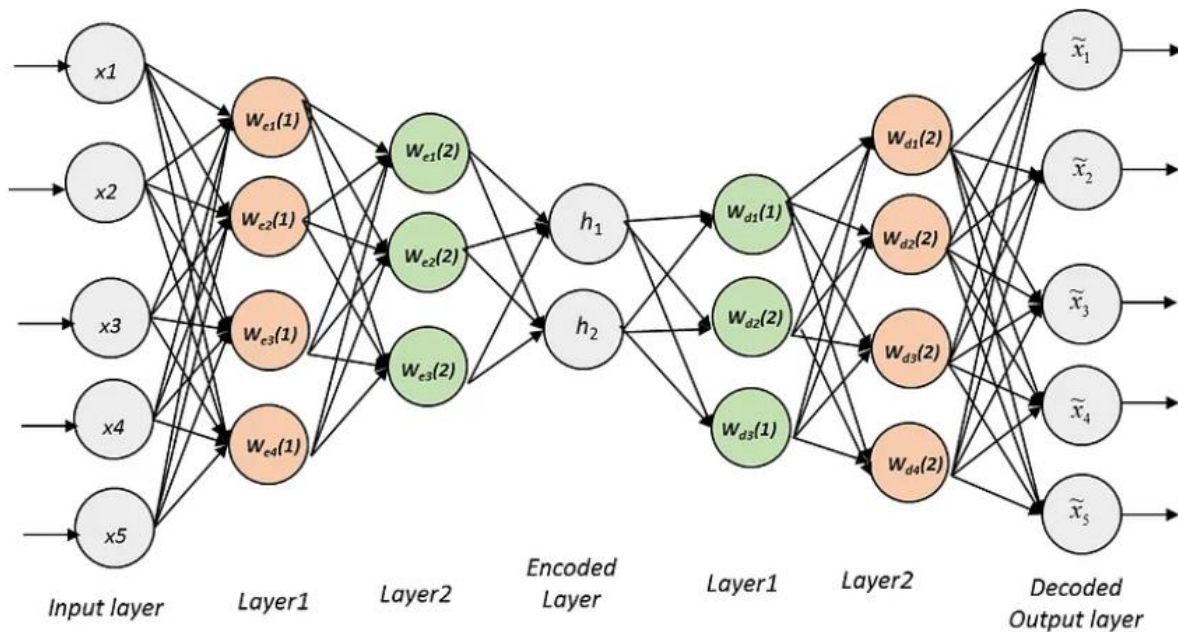 x1
x2
x3
x4
x5
Input layer
We1(1)
We2(1)
We3(1)
We4(1)
Layer1
We1(2)
We2(2)
We3(2)
Layer2
h1
h2
Encoded
Layer
Wd1(1)
Wd2(2)
Wd3(1)
Layer1
Wd1(2)
Wd2(2)
Wd3(2)
Wd4(2)
Layer2
x̃1
x̃2
x̃3
x̃4
x̃5
Decoded
Output layer